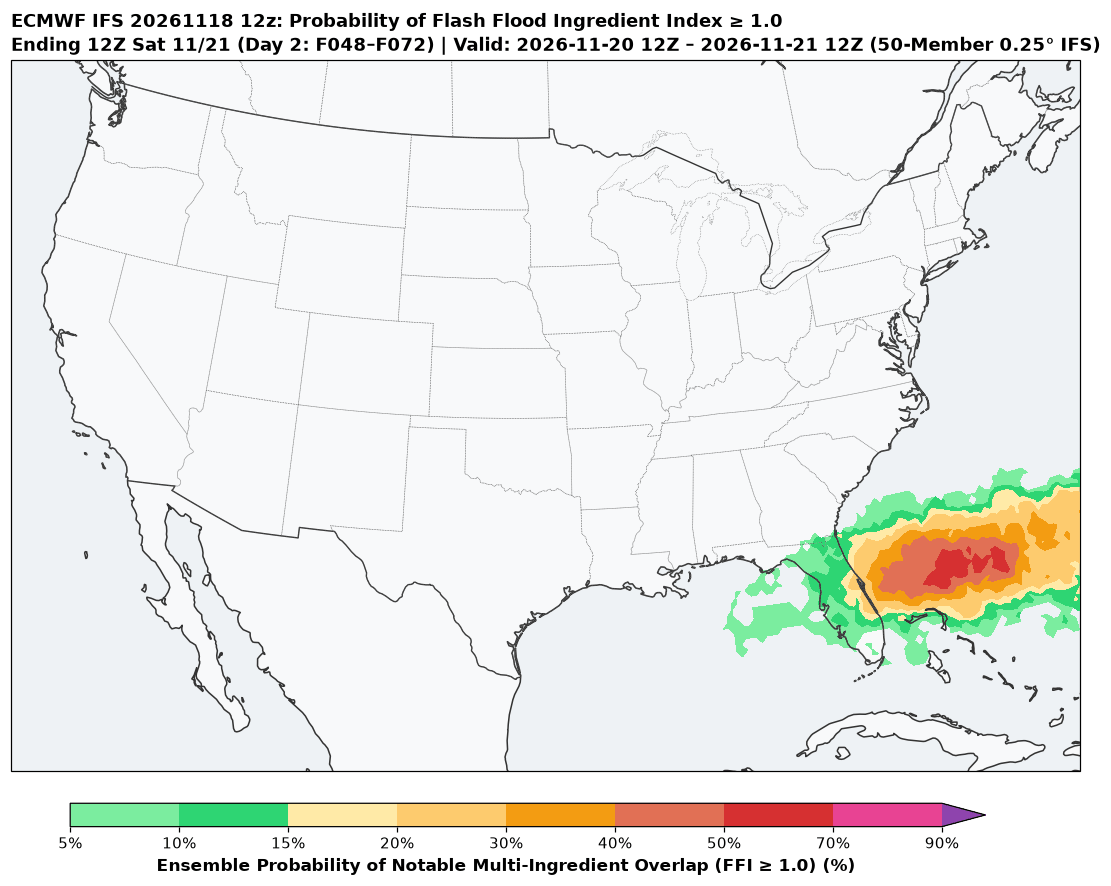 ECMWF IFS 20261118 12z: Probability of Flash Flood Ingredient Index ≥ 1.0
Ending 12Z Sat 11/21 (Day 2: F048–F072) | Valid: 2026-11-20 12Z – 2026-11-21 12Z (50-Member 0.25° IFS)
5% 10% 15% 20% 30% 40% 50% 70% 90%
Ensemble Probability of Notable Multi-Ingredient Overlap (FFI ≥ 1.0) (%)